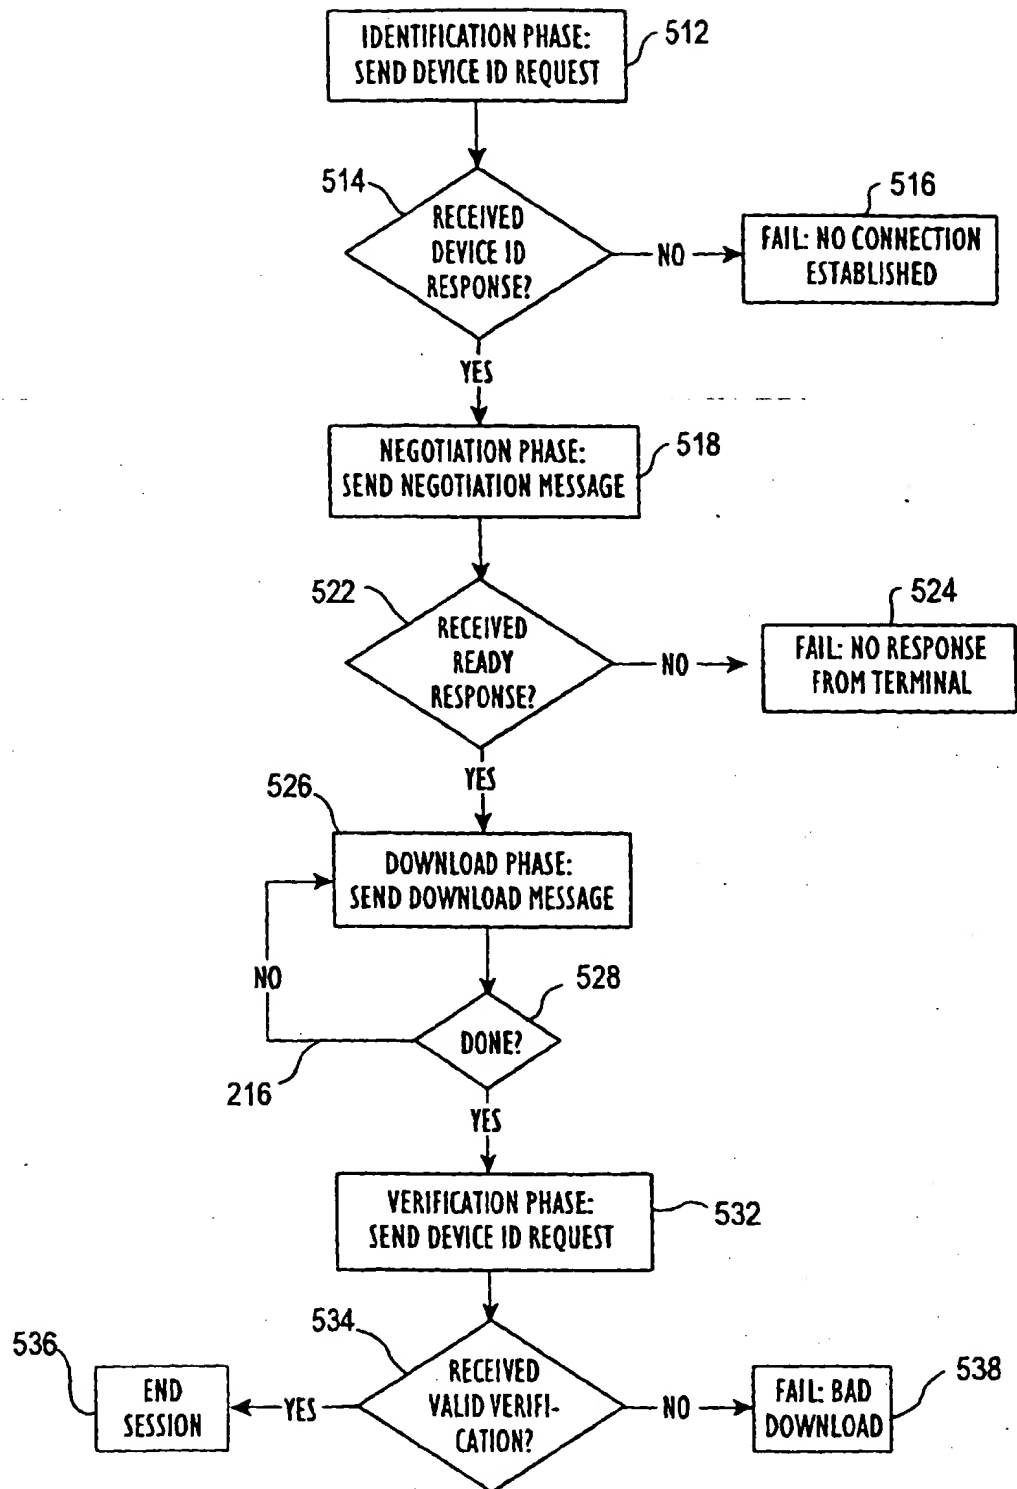 IDENTIFICATION PHASE:
SEND DEVICE ID REQUEST
512
514
RECEIVED
DEVICE ID
RESPONSE?
NO
516
FAIL: NO CONNECTION
ESTABLISHED
YES
NEGOTIATION PHASE:
SEND NEGOTIATION MESSAGE
518
522
RECEIVED
READY
RESPONSE?
NO
524
FAIL: NO RESPONSE
FROM TERMINAL
YES
526
DOWNLOAD PHASE:
SEND DOWNLOAD MESSAGE
NO
528
DONE?
216
YES
VERIFICATION PHASE:
SEND DEVICE ID REQUEST
532
534
RECEIVED
VALID VERIFI-
CATION?
YES
536
END
SESSION
NO
FAIL: BAD
DOWNLOAD
538